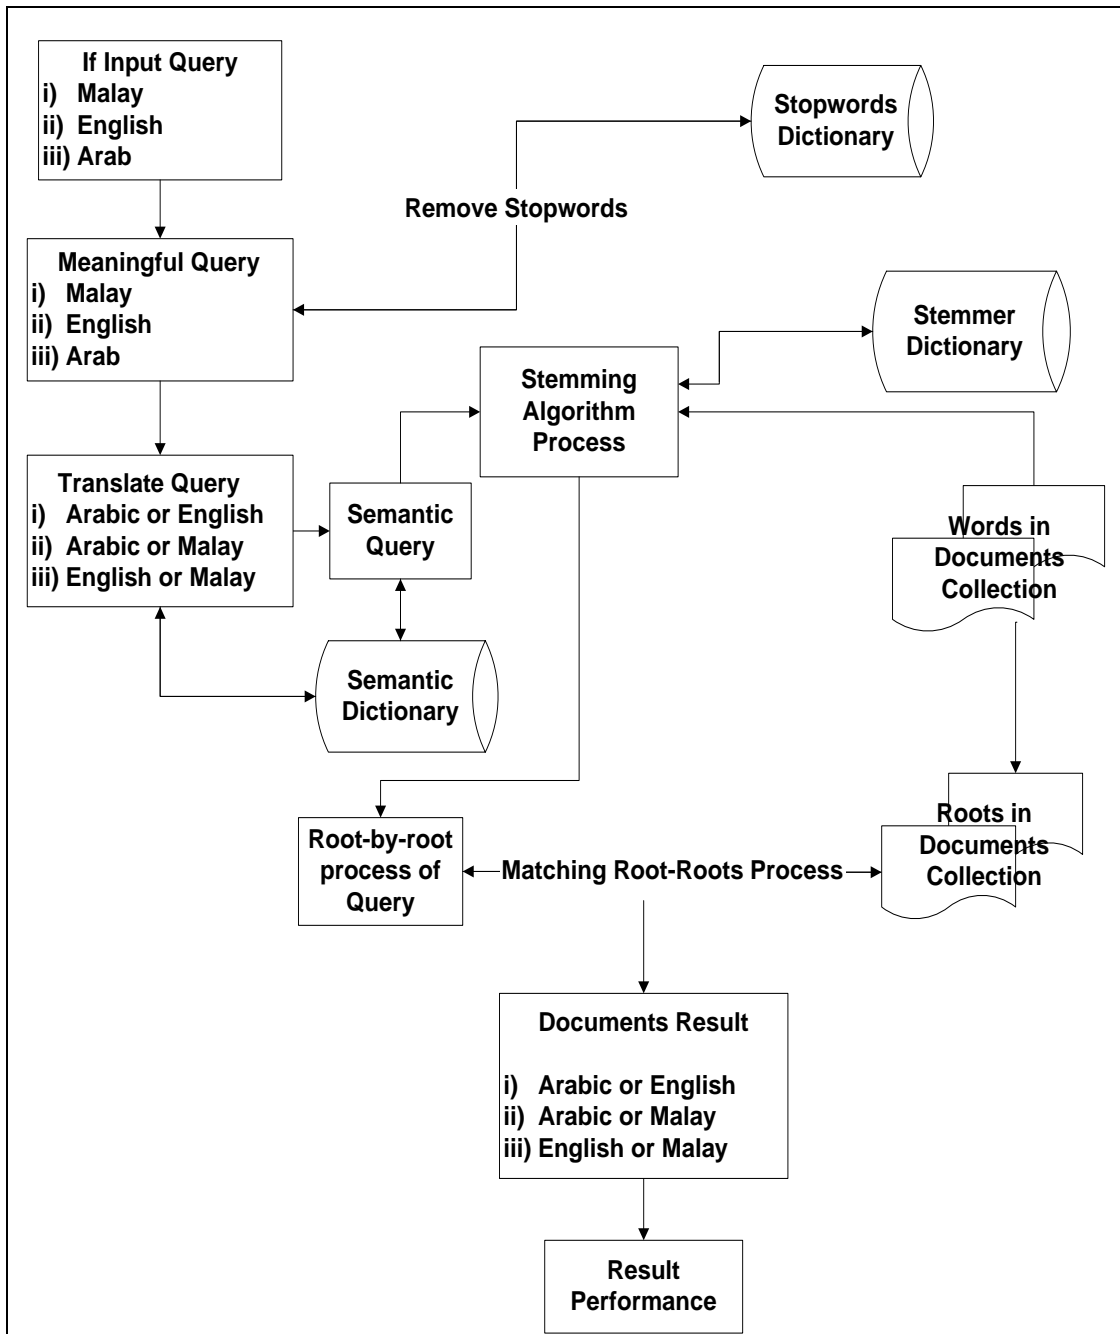 If Input Query
i) Malay
ii) English
iii) Arab
Stopwords
Dictionary
Remove Stopwords
Meaningful Query
i) Malay
ii) English
iii) Arab
Stemmer
Dictionary
Stemming
Algorithm
Process
Translate Query
i) Arabic or English
ii) Arabic or Malay
iii) English or Malay
Semantic
Query
Words in
Documents
Collection
Semantic
Dictionary
Root-by-root
process of
Query
Matching Root-Roots Process
Roots in
Documents
Collection
Documents Result
i) Arabic or English
ii) Arabic or Malay
iii) English or Malay
Result
Performance